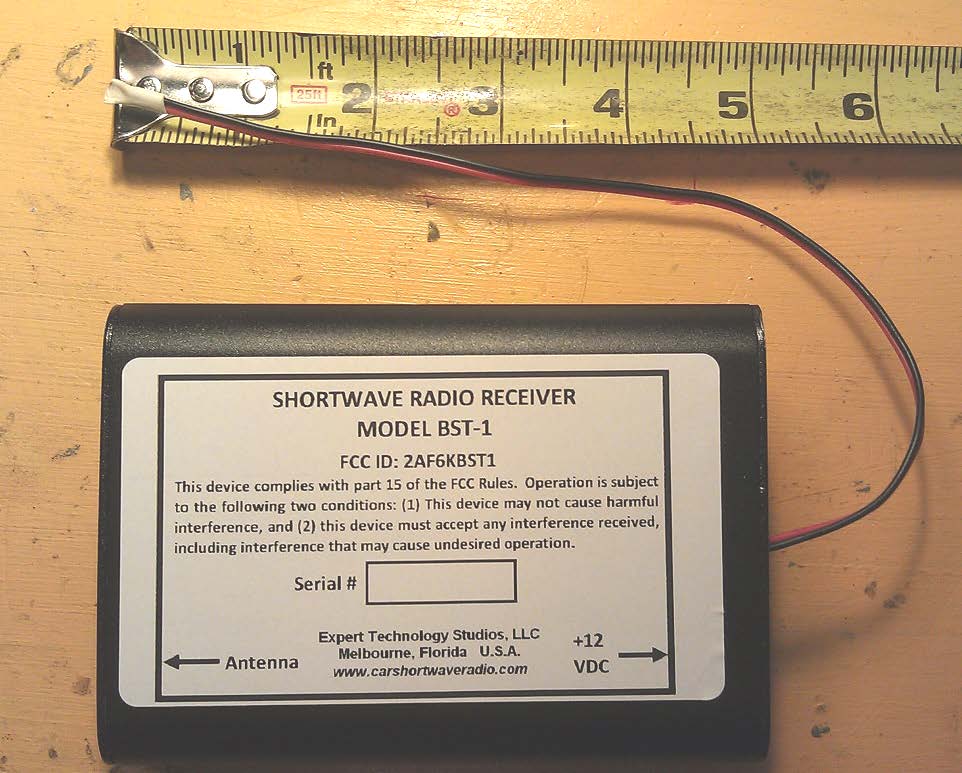 1 2 3 4 5 6
ft
25ft
®
In
SHORTWAVE RADIO RECEIVER
MODEL BST-1
FCC ID: 2AF6KBST1
This device complies with part 15 of the FCC Rules. Operation is subject
to the following two conditions: (1) This device may not cause harmful
interference, and (2) this device must accept any interference received,
including interference that may cause undesired operation.
Serial #
Expert Technology Studios, LLC
Melbourne, Florida U.S.A.
www.carshortwaveradio.com
Antenna
+12
VDC